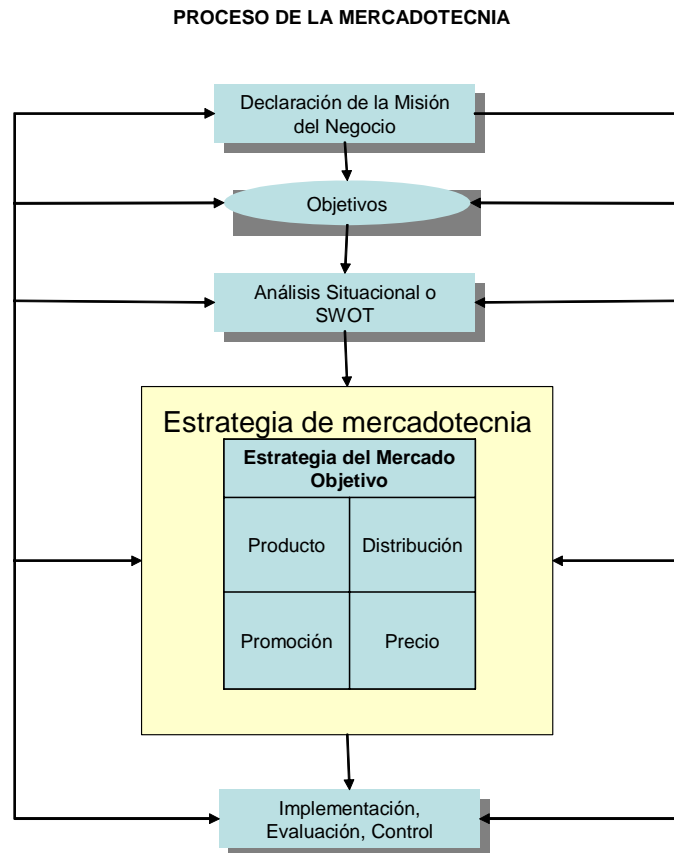 PROCESO DE LA MERCADOTECNIA
Declaración de la Misión
del Negocio
Objetivos
Análisis Situacional o
SWOT
Estrategia de mercadotecnia
Estrategia del Mercado
Objetivo
Producto
Distribución
Promoción
Precio
Implementación,
Evaluación, Control